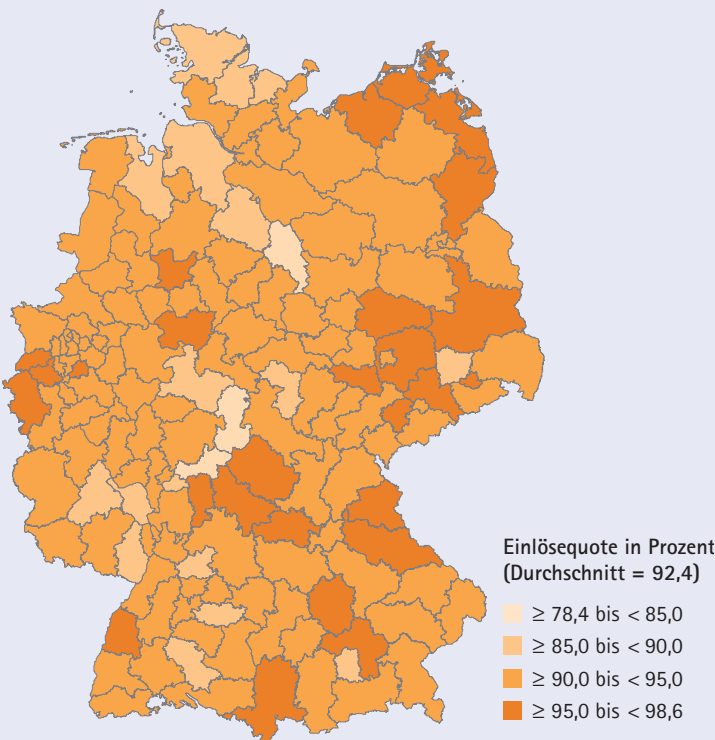 Einlösequote in Prozent
(Durchschnitt = 92,4)
≥ 78,4 bis < 85,0
≥ 85,0 bis < 90,0
≥ 90,0 bis < 95,0
≥ 95,0 bis < 98,6